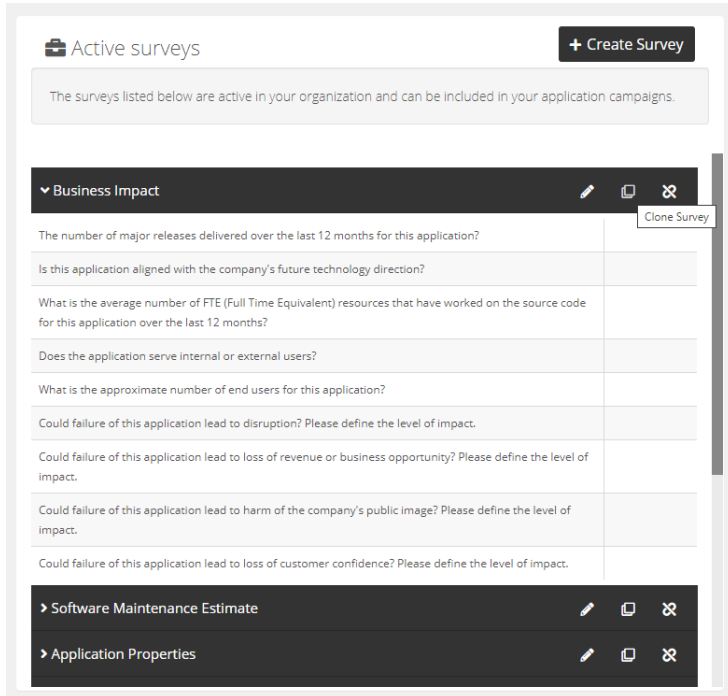 Active surveys
+ Create Survey
The surveys listed below are active in your organization and can be included in your application campaigns.
Business Impact
Clone Survey
The number of major releases delivered over the last 12 months for this application?
Is this application aligned with the company's future technology direction?
What is the average number of FTE (Full Time Equivalent) resources that have worked on the source code
for this application over the last 12 months?
Does the application serve internal or external users?
What is the approximate number of end users for this application?
Could failure of this application lead to disruption? Please define the level of impact.
Could failure of this application lead to loss of revenue or business opportunity? Please define the level of
impact.
Could failure of this application lead to harm of the company's public image? Please define the level of
impact.
Could failure of this application lead to loss of customer confidence? Please define the level of impact.
Software Maintenance Estimate
Application Properties